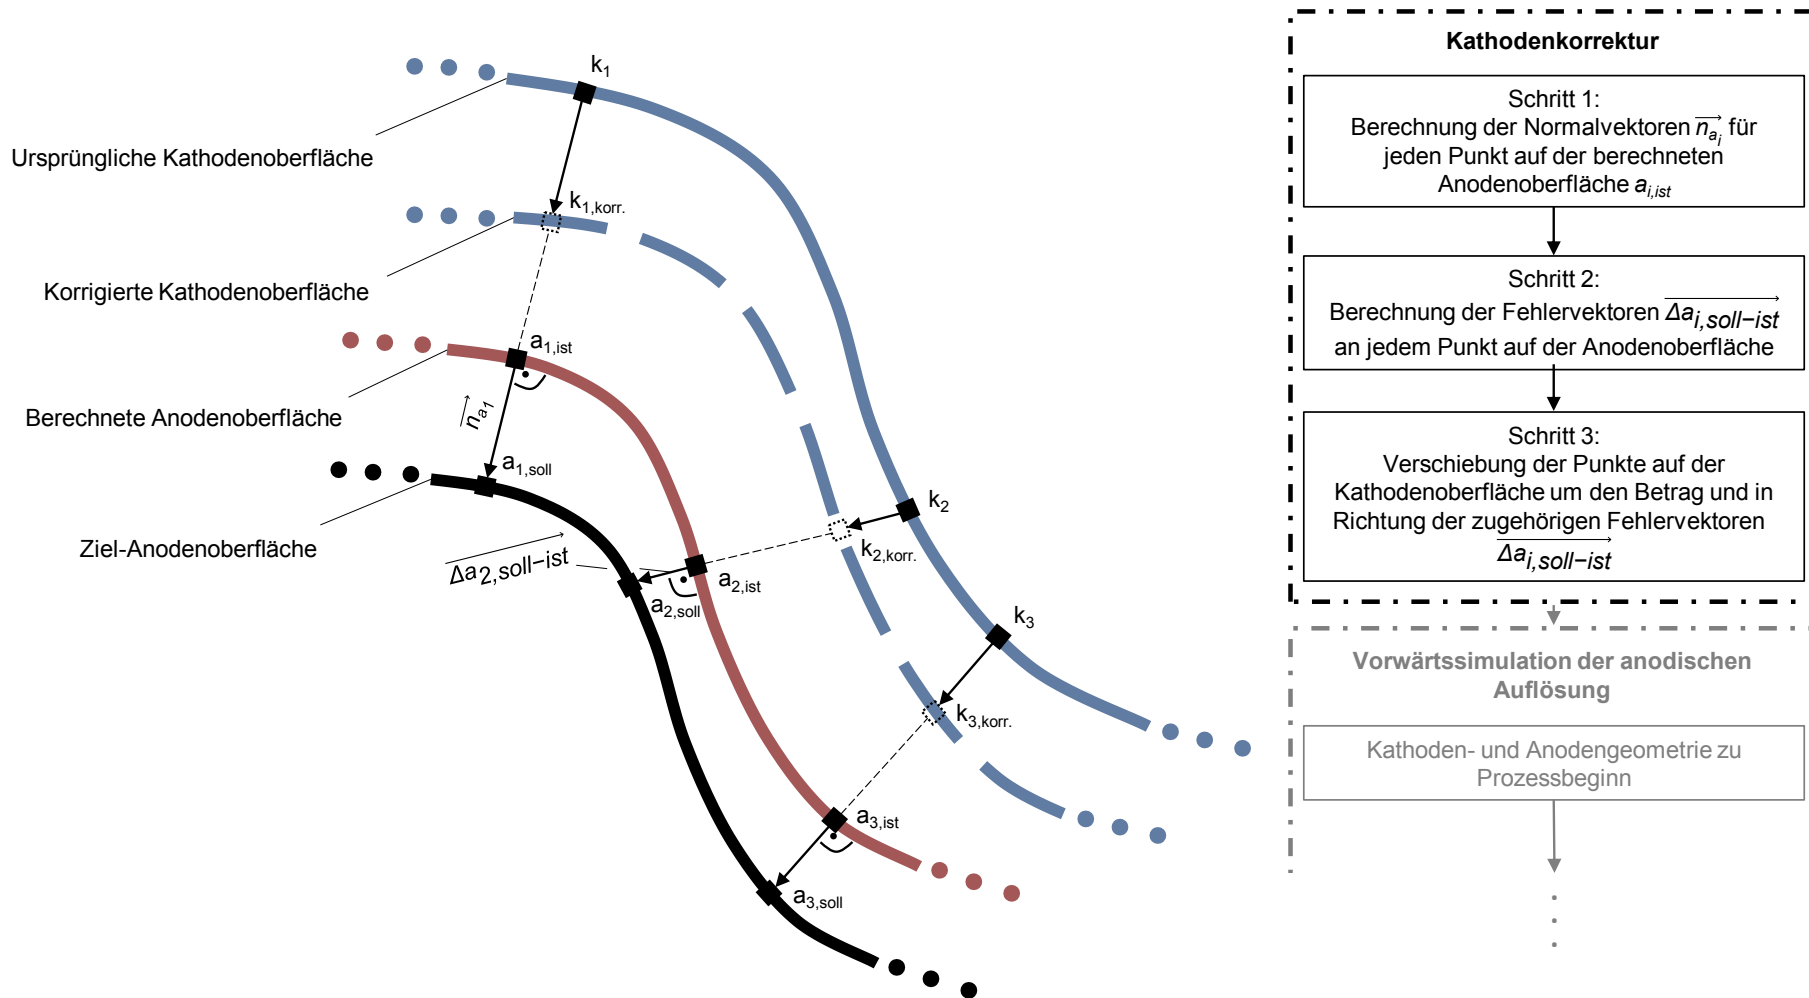 k1
Ursprüngliche Kathodenoberfläche
k1,korr.
Korrigierte Kathodenoberfläche
a1,ist
Berechnete Anodenoberfläche
na1
a1,soll
Ziel-Anodenoberfläche
Δa2,soll–ist
k2
k2,korr.
a2,ist
a2,soll
k3
k3,korr.
a3,ist
a3,soll
Kathodenkorrektur
Schritt 1:
Berechnung der Normalvektoren nai für
jeden Punkt auf der berechneten
Anodenoberfläche ai,ist
Schritt 2:
Berechnung der Fehlervektoren Δai,soll–ist
an jedem Punkt auf der Anodenoberfläche
Schritt 3:
Verschiebung der Punkte auf der
Kathodenoberfläche um den Betrag und in
Richtung der zugehörigen Fehlervektoren
Δai,soll–ist
Vorwärtssimulation der anodischen
Auflösung
Kathoden- und Anodengeometrie zu
Prozessbeginn